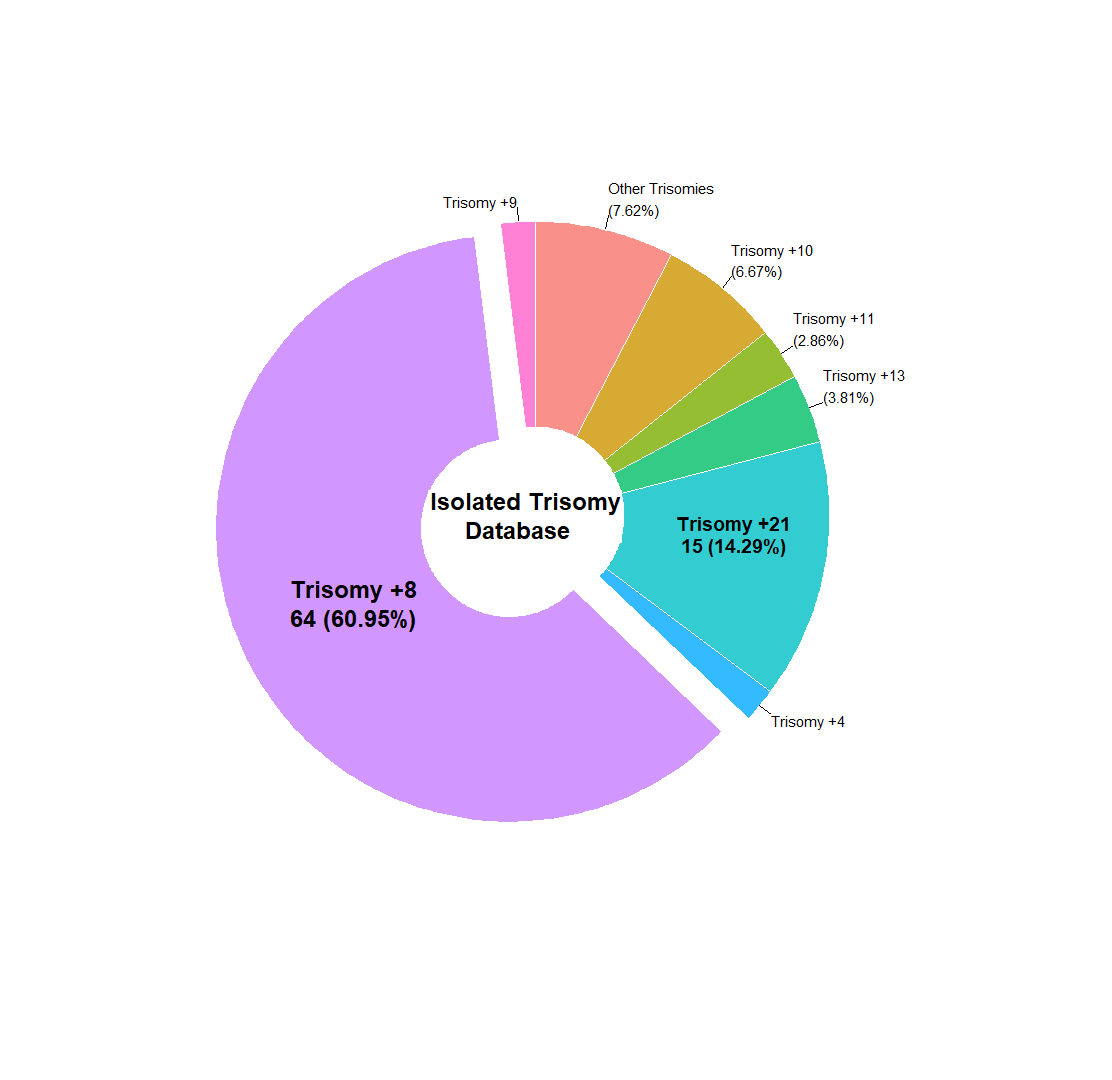 Other Trisomies
(7.62%)
Trisomy +9
Trisomy +10
(6.67%)
Trisomy +11
(2.86%)
Trisomy +13
(3.81%)
Isolated Trisomy
Database
Trisomy +21
15 (14.29%)
Trisomy +8
64 (60.95%)
Trisomy +4